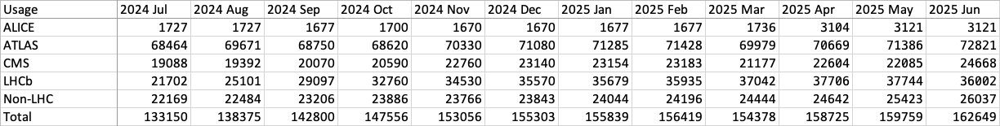 Usage 2024 Jul 2024 Aug 2024 Sep 2024 Oct 2024 Nov 2024 Dec 2025 Jan 2025 Feb 2025 Mar 2025 Apr 2025 May 2025 Jun
ALICE 1727 1727 1677 1700 1670 1670 1677 1677 1736 3104 3121 3121
ATLAS 68464 69671 68750 68620 70330 71080 71285 71428 69979 70669 71386 72821
CMS 19088 19392 20070 20590 22760 23140 23154 23183 21177 22604 22085 24668
LHCb 21702 25101 29097 32760 34530 35570 35679 35935 37042 37706 37744 36002
Non-LHC 22169 22484 23206 23886 23766 23843 24044 24196 24444 24642 25423 26037
Total 133150 138375 142800 147556 153056 155303 155839 156419 154378 158725 159759 162649